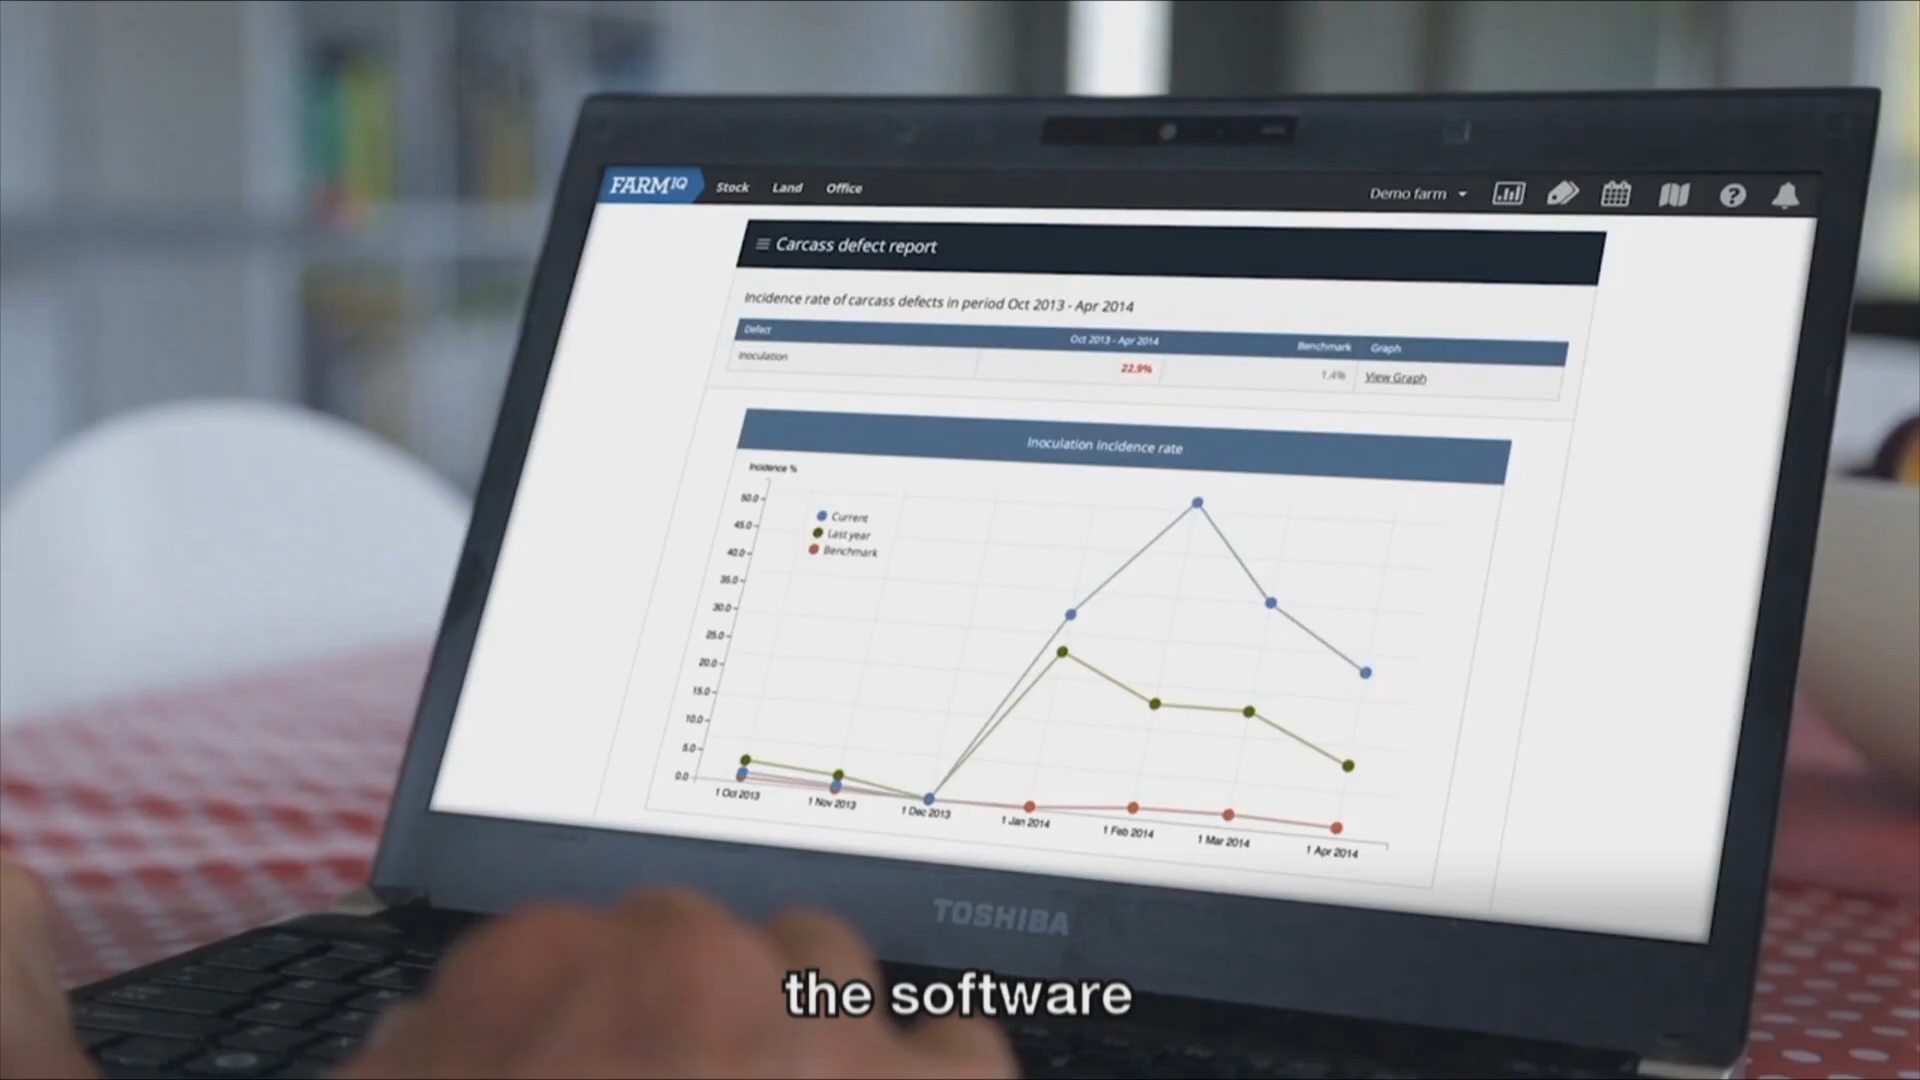 FARMIQ Stock Land Office Demo farm
Carcass defect report
Incidence rate of carcass defects in period Oct 2013 - Apr 2014
Defect Oct 2013 - Apr 2014 Benchmark Graph
Inoculation 22.9% 1.4% View Graph
Inoculation incidence rate
Incidence %
50.0
45.0
40.0
35.0
30.0
25.0
20.0
15.0
10.0
5.0
0.0
Current
Last year
Benchmark
1 Oct 2013 1 Nov 2013 1 Dec 2013 1 Jan 2014 1 Feb 2014 1 Mar 2014 1 Apr 2014
TOSHIBA
the software